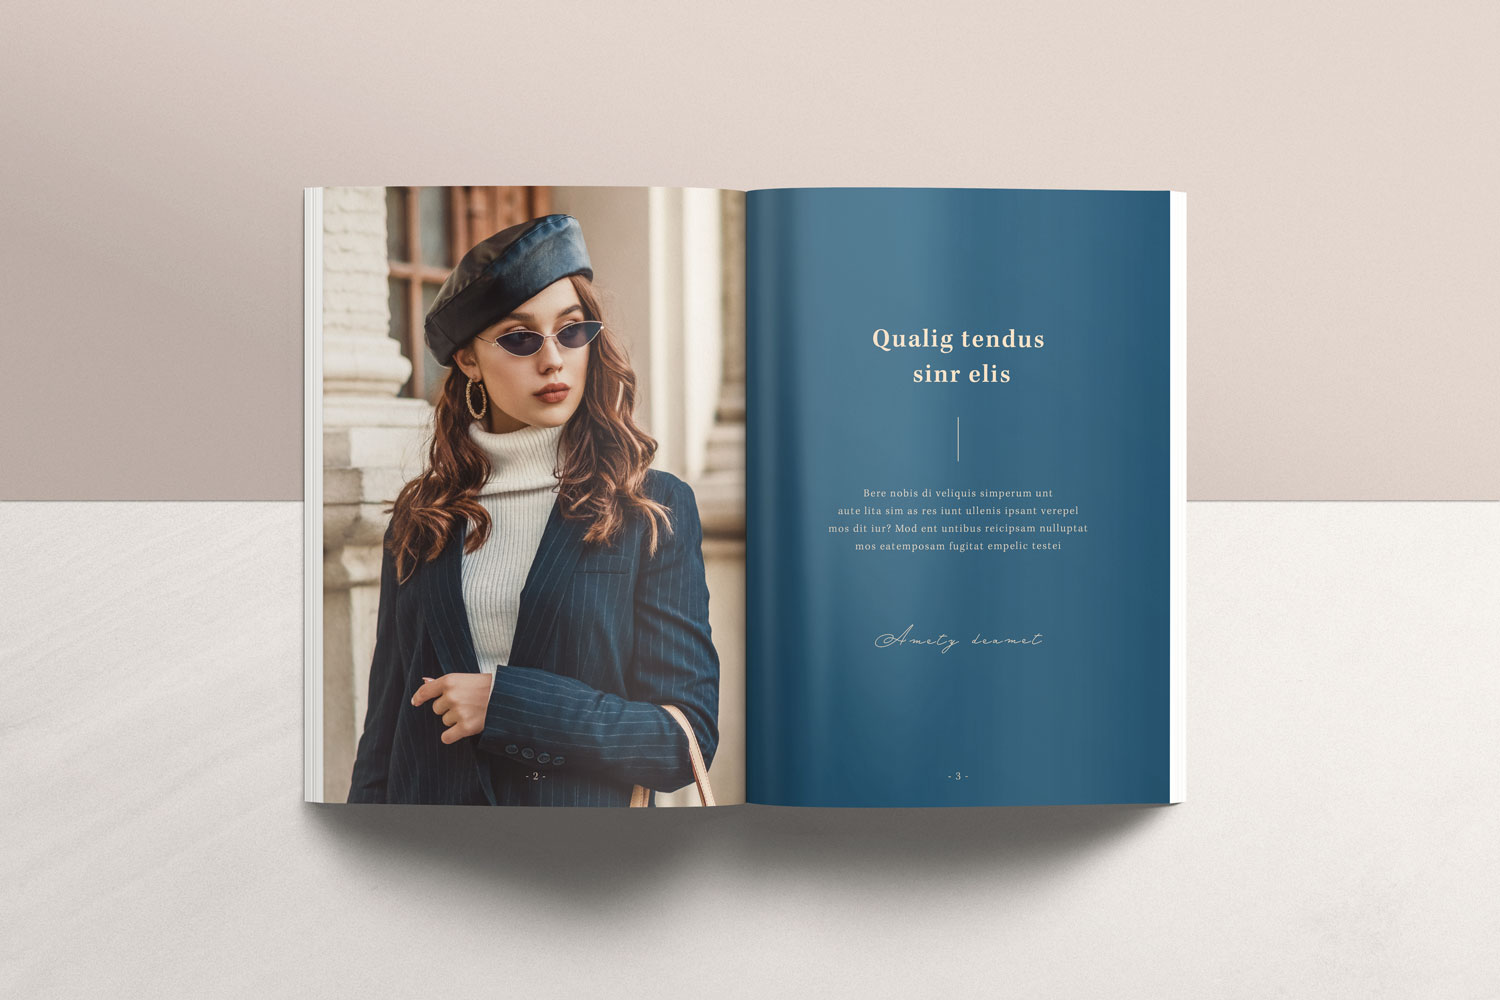 - 2 -
Qualig tendus
sinr elis
Bere nobis di veliquis simperum unt
aute lita sim as res iunt ullenis ipsant verepel
mos dit iur? Mod ent untibus reicipsam nulluptat
mos eatemposam fugitat empelic testei
Amety deamet
- 3 -